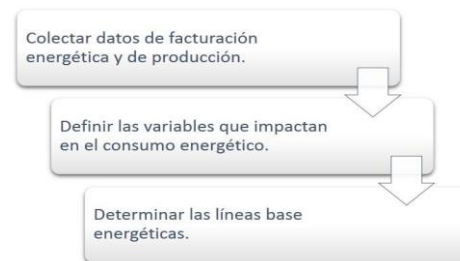 Colectar datos de facturación
energética y de producción.
Definir las variables que impactan
en el consumo energético.
Determinar las líneas base
energéticas.